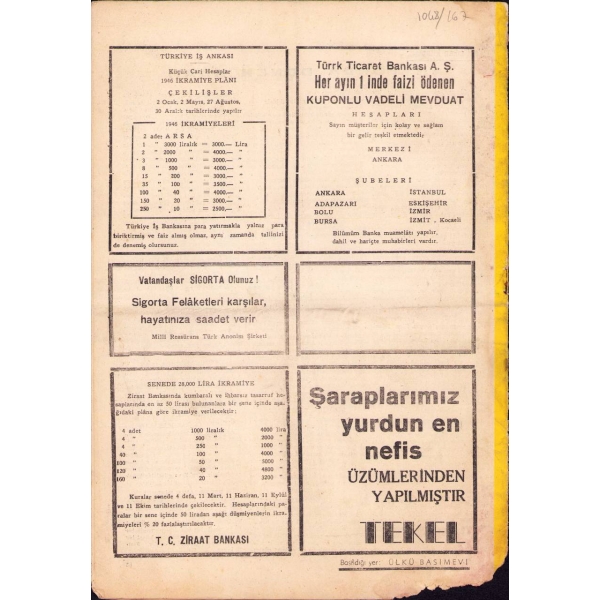 1048/167
TÜRKİYE İŞ ANKASI
Küçük Cari Hesaplar
1946 İKRAMİYE PLÂNI
ÇEKİLİŞLER
2 Ocak, 2 Mayıs, 27 Ağustos,
30 Aralık tarihlerinde yapılır
1946 İKRAMİYELERİ
2 adet ARSA
1 " 3000 liralık = 3000.— Lira
2 " 2000 " = 4000.— "
3 " 1000 " = 3000.— "
8 " 500 " = 4000.— "
15 " 200 " = 3000.— "
35 " 100 " = 3500.— "
100 " 40 " = 4000.— "
150 " 20 " = 3000.— "
250 " 10 " = 2500.— "
Türkiye İş Bankasına para yatırmakla yalnız para
biriktirmiş ve faiz almış olmaz, aynı zamanda talihinizi
de denemiş olursunuz.
Türrk Ticaret Bankası A. Ş.
Her ayın 1 inde faizi ödenen
KUPONLU VADELİ MEVDUAT
HESAPLARI
Sayın müşteriler için kolay ve sağlam
bir gelir teşkil etmektedir.
MERKEZİ
ANKARA
ŞUBELERİ
ANKARA İSTANBUL
ADAPAZARI ESKİŞEHİR
BOLU İZMİR
BURSA İZMİT, Kocaeli
Bilûmûm Banka muamelâtı yapılır,
dahil ve hariçte muhabirleri vardır.
Vatandaşlar SİGORTA Olunuz!
Sigorta Felâketleri karşılar,
hayatınıza saadet verir
Millî Reasürans Türk Anonim Şirketi
SENEDE 28,000 LİRA İKRAMİYE
Ziraat Bankasında kumbaralı ve ihbarsız tasarruf he-
saplarında en az 50 lirası bulunanlara bir sene içinde aşa-
ğıdaki plâna göre ikramiye verilecektir:
4 adet 1000 liralık 4000 lira
4 " 500 " 2000 "
4 " 250 " 1000 "
40 " 100 " 4000 "
100 " 50 " 5000 "
120 " 40 " 4800 "
160 " 20 " 3200 "
Kuralar senede 4 defa, 11 Mart, 11 Haziran, 11 Eylül
ve 11 Ekim tarihlerinde çekilecektir. Hesaplarındaki pa-
ralar bir sene içinde 50 liradan aşağı düşmiyenlerin ikra-
miyeleri % 20 fazlalaştırılacaktır.
T. C. ZİRAAT BANKASI
Şaraplarımız
yurdun en
nefis
ÜZÜMLERİNDEN
YAPILMIŞTIR
TEKEL
Basıldığı yer: ÜLKÜ BASIMEVİ